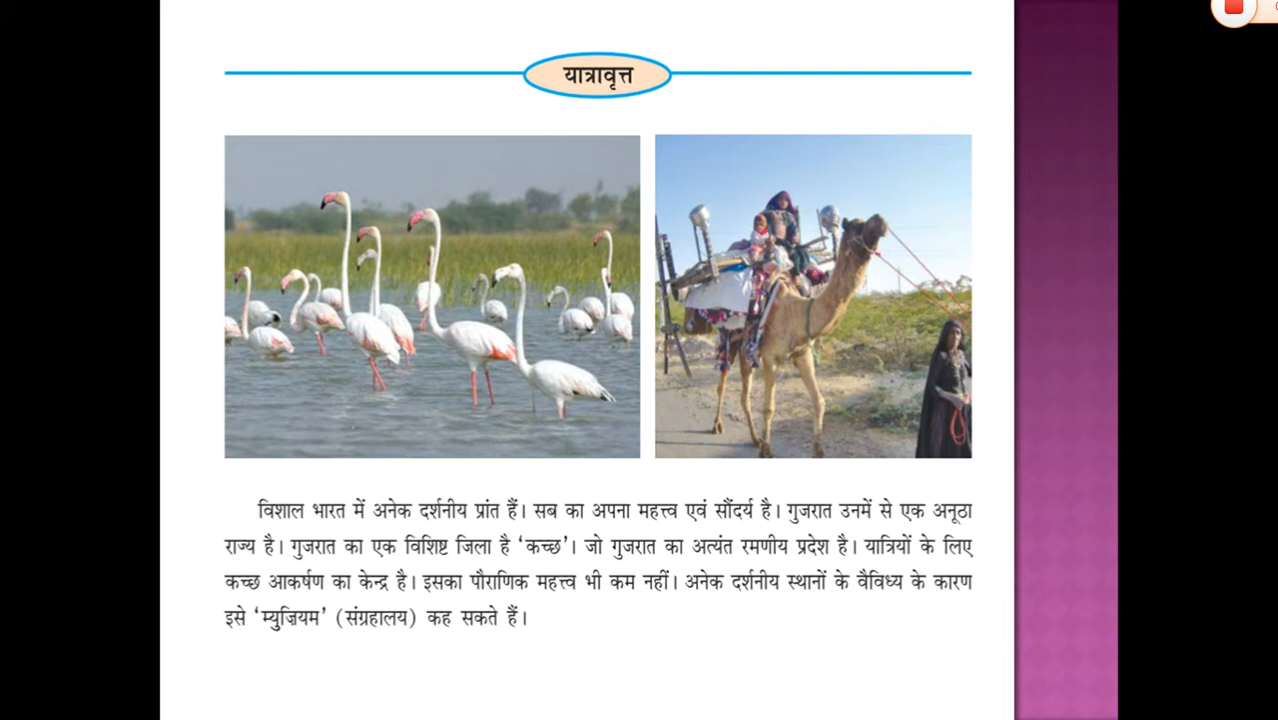 यात्रावृत्त
विशाल भारत में अनेक दर्शनीय प्रांत हैं। सब का अपना महत्त्व एवं सौंदर्य है। गुजरात उनमें से एक अनूठा
राज्य है। गुजरात का एक विशिष्ट जिला है ‘कच्छ’। जो गुजरात का अत्यंत रमणीय प्रदेश है। यात्रियों के लिए
कच्छ आकर्षण का केन्द्र है। इसका पौराणिक महत्त्व भी कम नहीं। अनेक दर्शनीय स्थानों के वैविध्य के कारण
इसे ‘म्युज़ियम’ (संग्रहालय) कह सकते हैं।